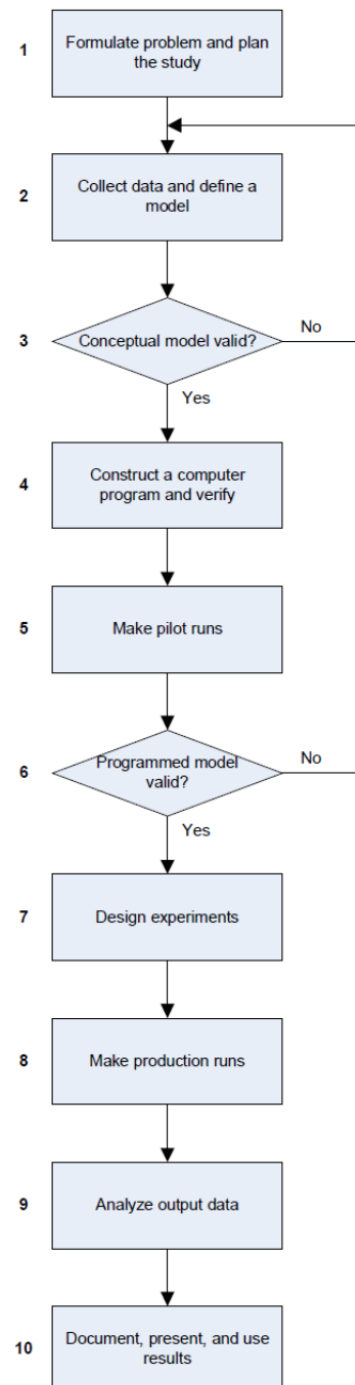 1
Formulate problem and plan
the study
2
Collect data and define a
model
3
Conceptual model valid?
No
Yes
4
Construct a computer
program and verify
5
Make pilot runs
6
Programmed model
valid?
No
Yes
7
Design experiments
8
Make production runs
9
Analyze output data
10
Document, present, and use
results